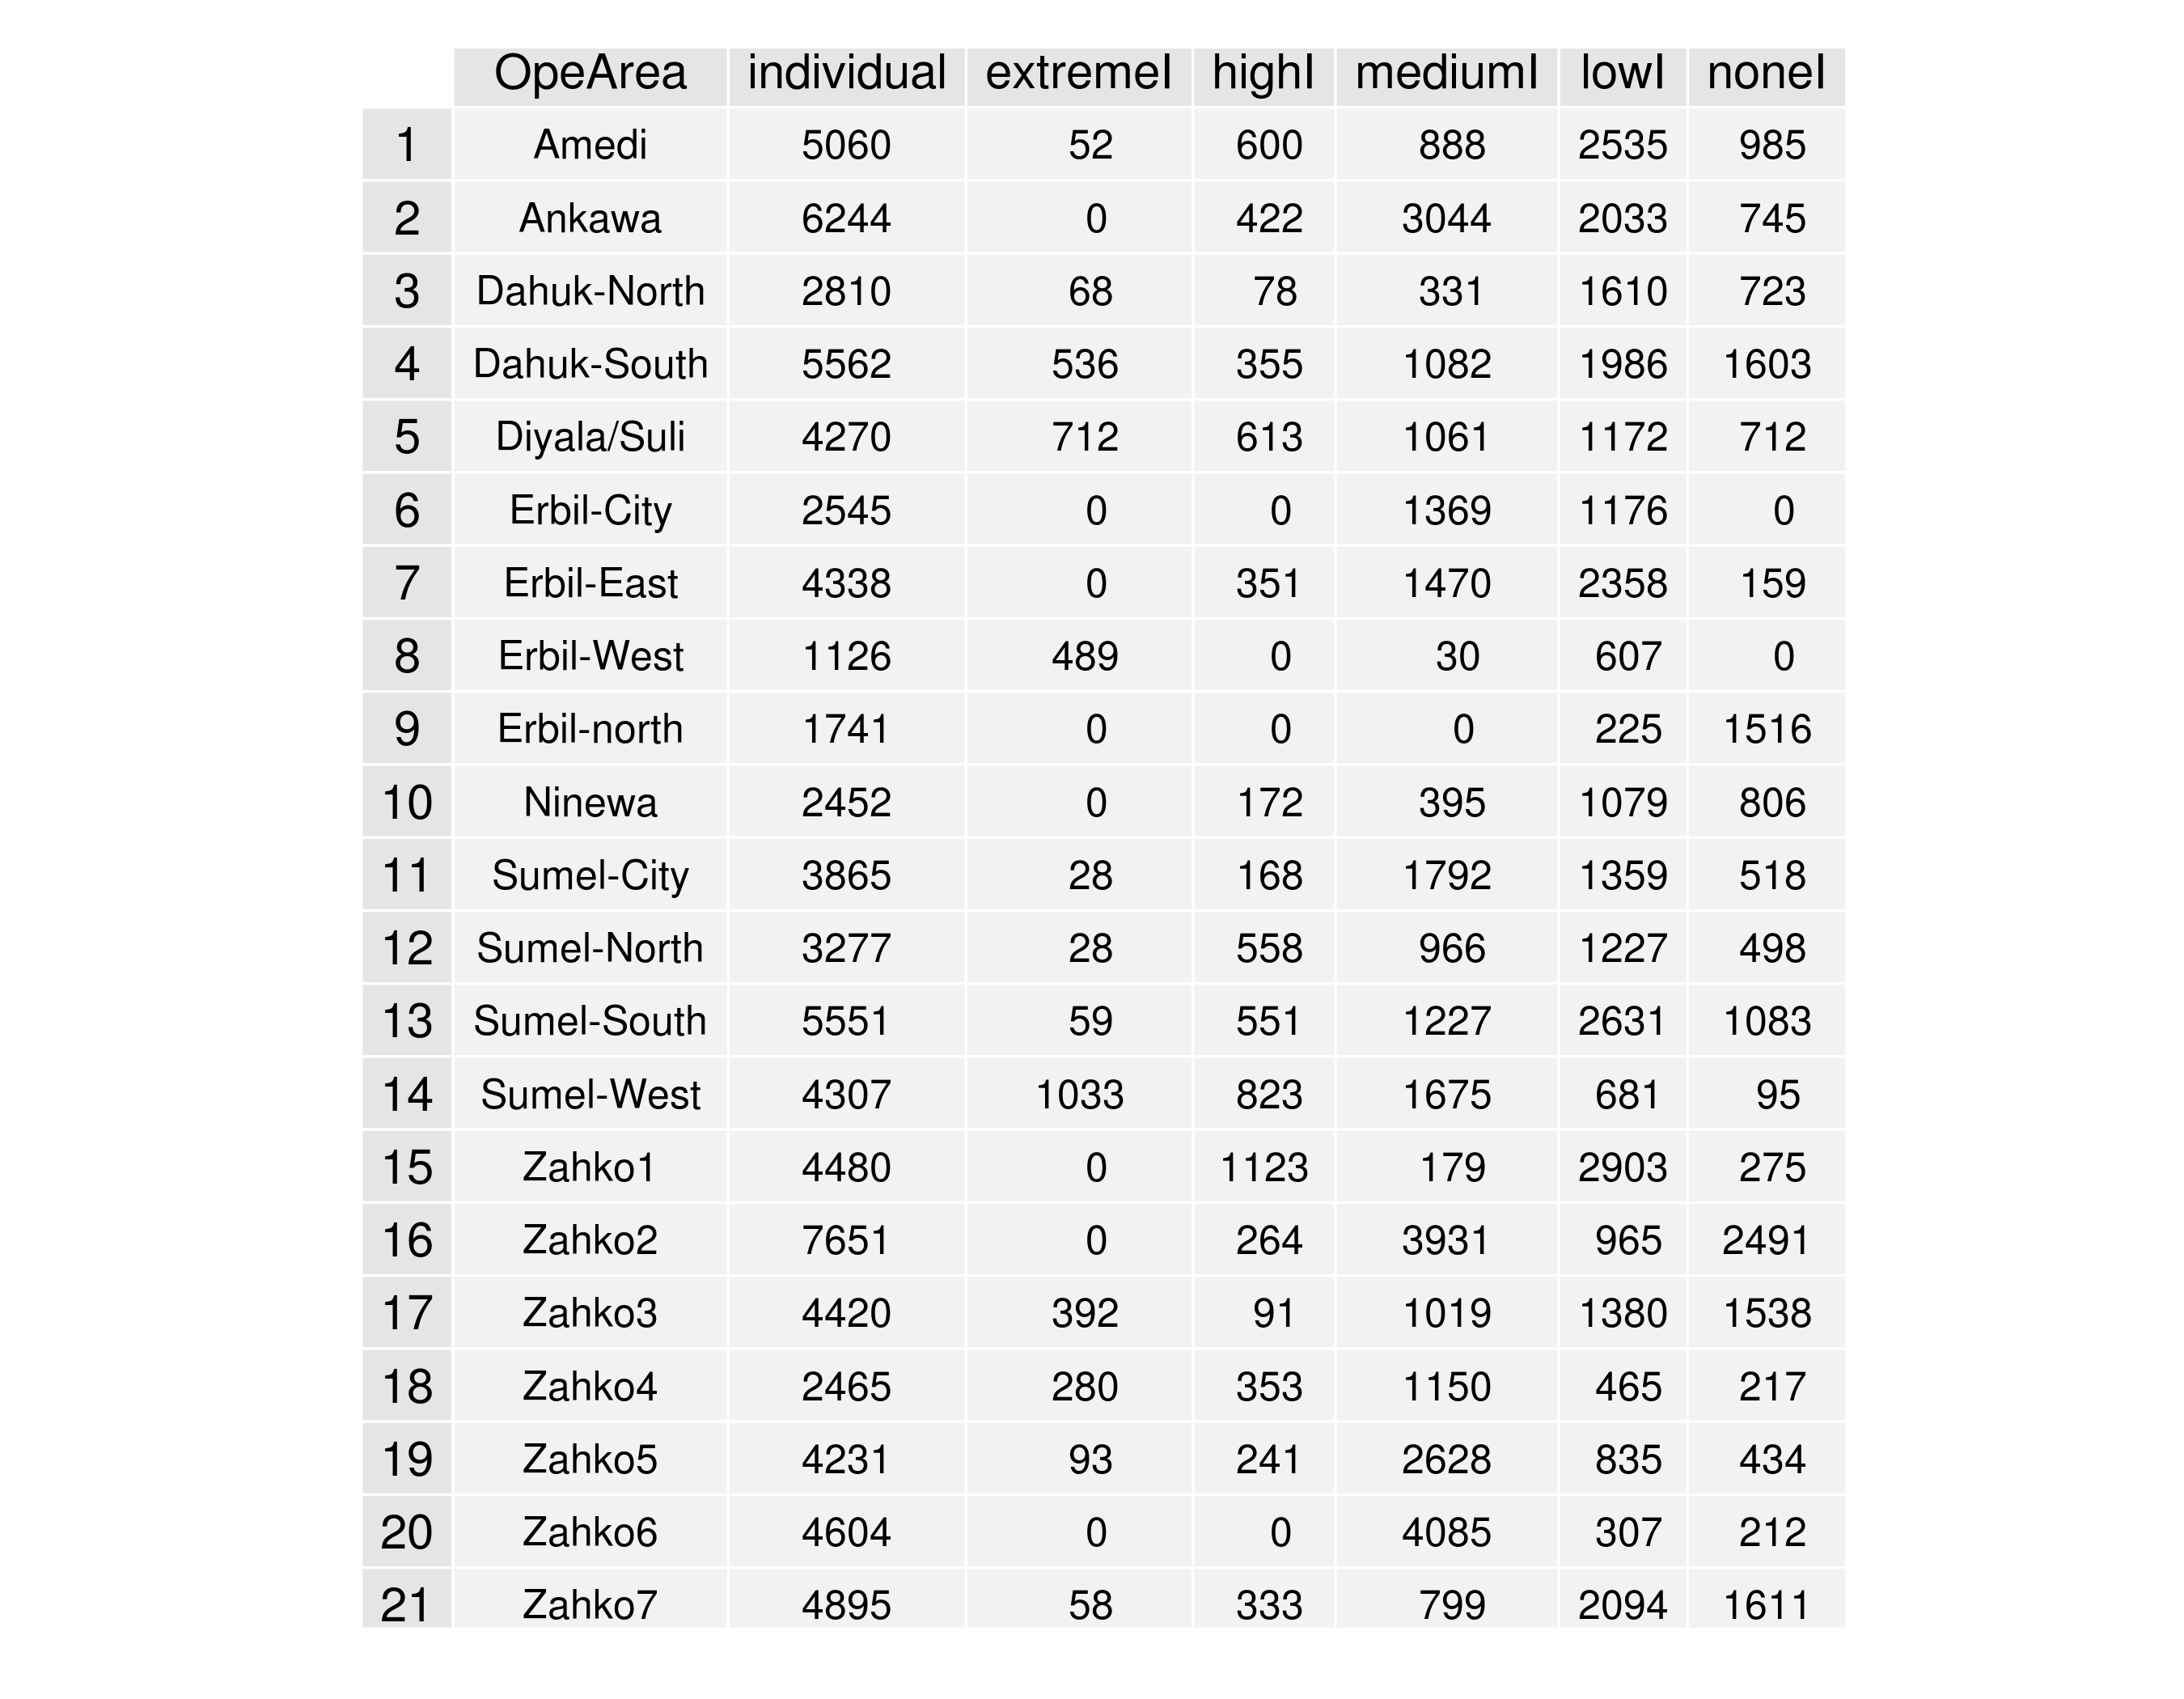 OpeArea individualI extremeI highI mediumI lowI noneI
1 Amedi 5060 52 600 888 2535 985
2 Ankawa 6244 0 422 3044 2033 745
3 Dahuk-North 2810 68 78 331 1610 723
4 Dahuk-South 5562 536 355 1082 1986 1603
5 Diyala/Suli 4270 712 613 1061 1172 712
6 Erbil-City 2545 0 0 1369 1176 0
7 Erbil-East 4338 0 351 1470 2358 159
8 Erbil-West 1126 489 0 30 607 0
9 Erbil-north 1741 0 0 0 225 1516
10 Ninewa 2452 0 172 395 1079 806
11 Sumel-City 3865 28 168 1792 1359 518
12 Sumel-North 3277 28 558 966 1227 498
13 Sumel-South 5551 59 551 1227 2631 1083
14 Sumel-West 4307 1033 823 1675 681 95
15 Zahko1 4480 0 1123 179 2903 275
16 Zahko2 7651 0 264 3931 965 2491
17 Zahko3 4420 392 91 1019 1380 1538
18 Zahko4 2465 280 353 1150 465 217
19 Zahko5 4231 93 241 2628 835 434
20 Zahko6 4604 0 0 4085 307 212
21 Zahko7 4895 58 333 799 2094 1611